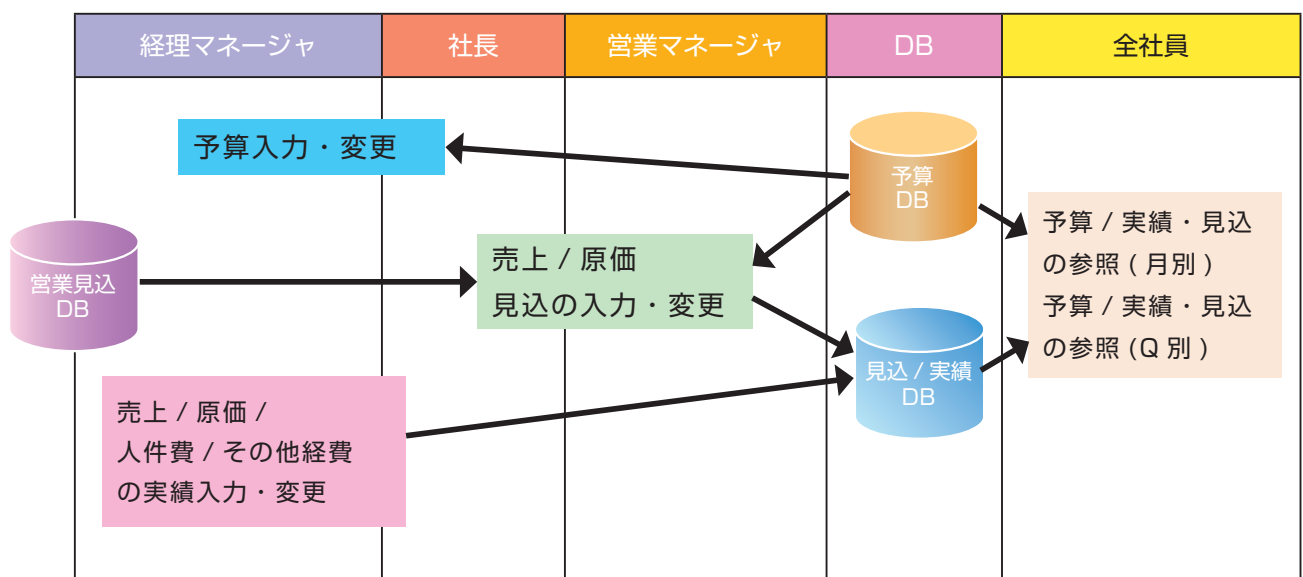 経理マネージャ
社長
営業マネージャ
DB
全社員
予算入力・変更
予算
DB
営業見込
DB
売上 / 原価
見込の入力・変更
予算 / 実績・見込
の参照 ( 月別 )
予算 / 実績・見込
の参照 (Q 別 )
見込 / 実績
DB
売上 / 原価 /
人件費 / その他経費
の実績入力・変更